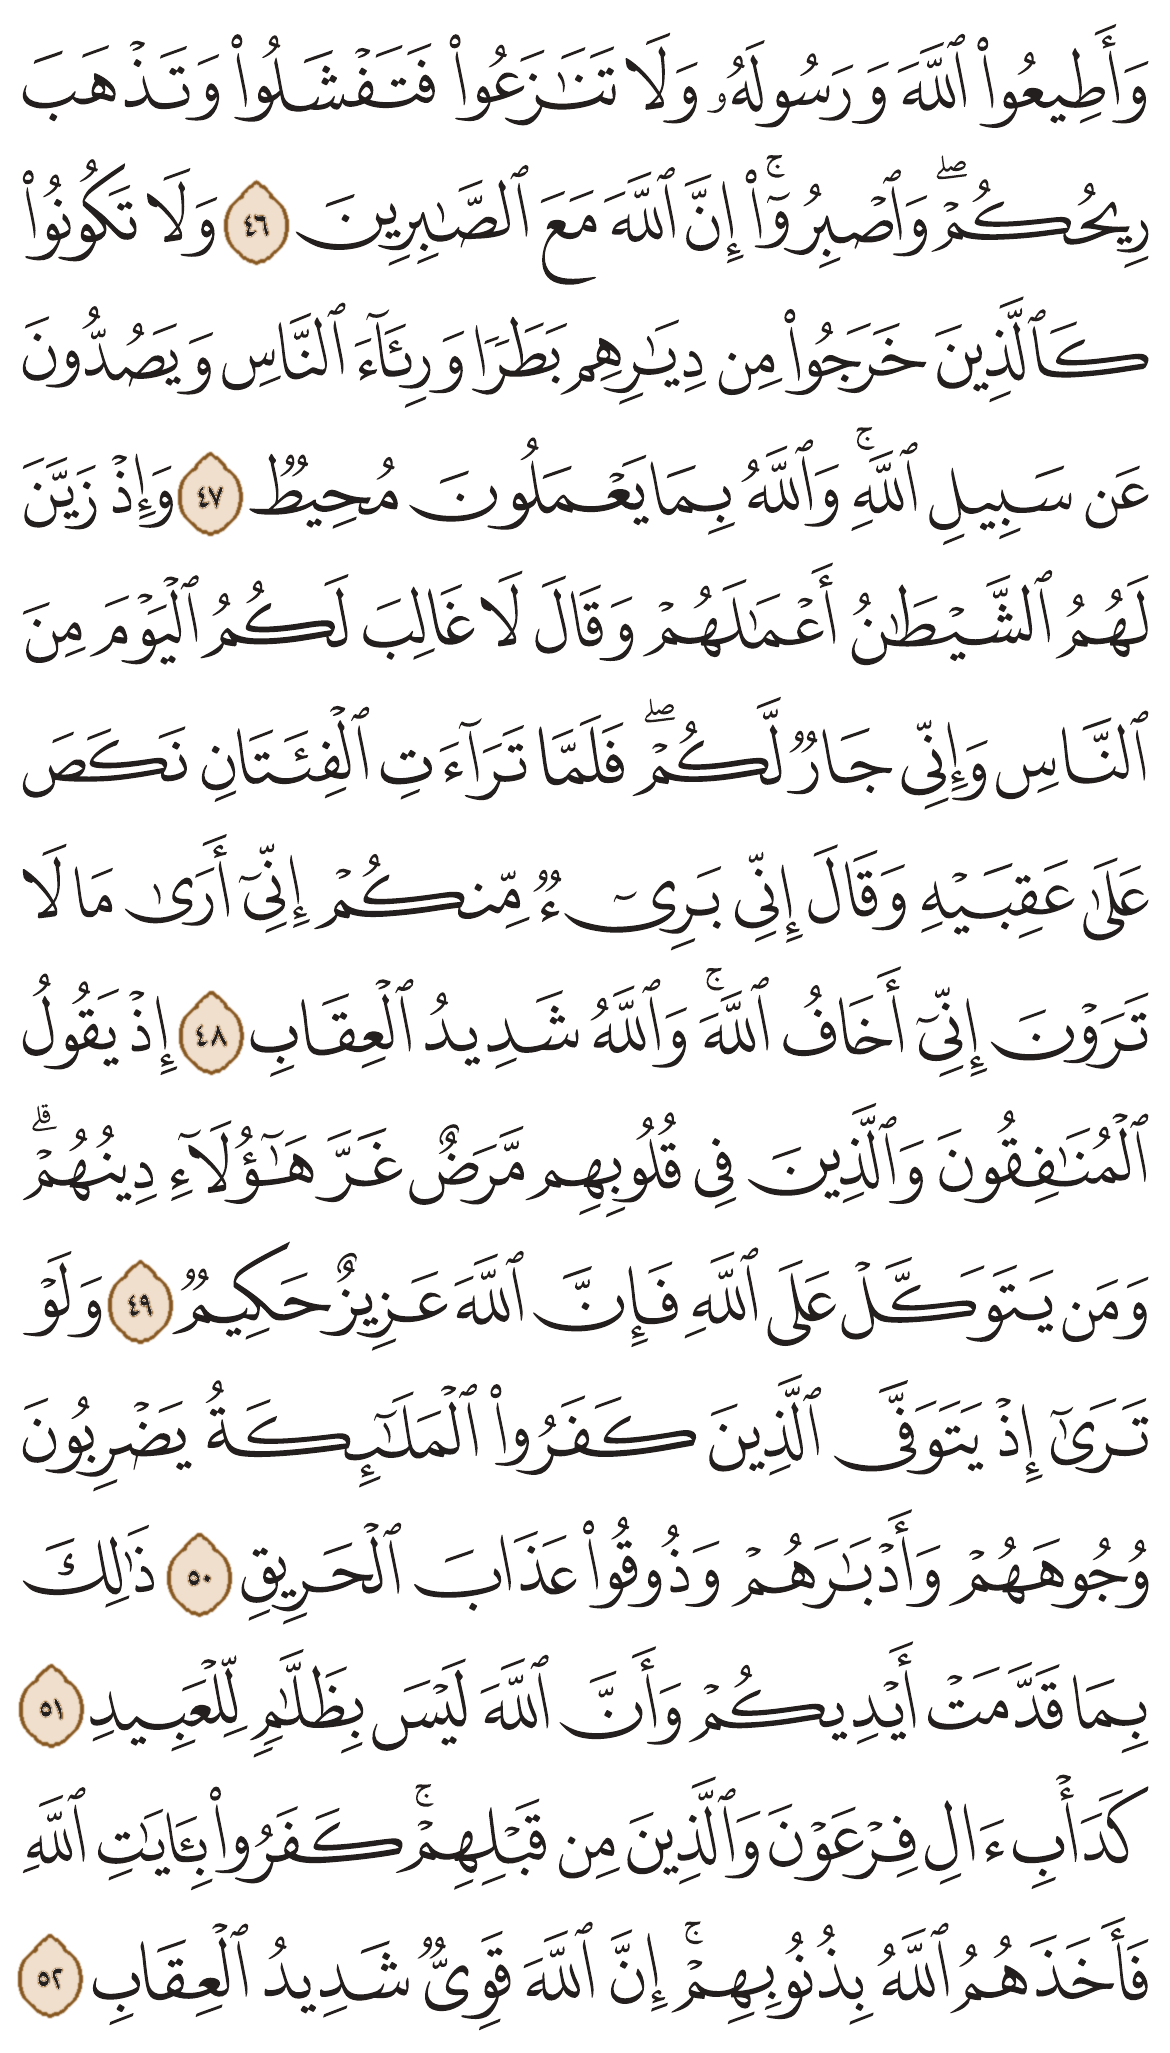 وَأَطِيعُوا۟ ٱللَّهَ وَرَسُولَهُۥ وَلَا تَنَـٰزَعُوا۟ فَتَفْشَلُوا۟ وَتَذْهَبَ
رِيحُكُمْ ۖ وَٱصْبِرُوٓا۟ ۚ إِنَّ ٱللَّهَ مَعَ ٱلصَّـٰبِرِينَ ٤٦ وَلَا تَكُونُوا۟
كَٱلَّذِينَ خَرَجُوا۟ مِن دِيَـٰرِهِم بَطَرًا وَرِئَآءَ ٱلنَّاسِ وَيَصُدُّونَ
عَن سَبِيلِ ٱللَّهِ ۚ وَٱللَّهُ بِمَا يَعْمَلُونَ مُحِيطٌ ٤٧ وَإِذْ زَيَّنَ
لَهُمُ ٱلشَّيْطَـٰنُ أَعْمَـٰلَهُمْ وَقَالَ لَا غَالِبَ لَكُمُ ٱلْيَوْمَ مِنَ
ٱلنَّاسِ وَإِنِّى جَارٌ لَّكُمْ ۖ فَلَمَّا تَرَآءَتِ ٱلْفِئَتَانِ نَكَصَ
عَلَىٰ عَقِبَيْهِ وَقَالَ إِنِّى بَرِىٓءٌ مِّنكُمْ إِنِّىٓ أَرَىٰ مَا لَا
تَرَوْنَ إِنِّىٓ أَخَافُ ٱللَّهَ ۚ وَٱللَّهُ شَدِيدُ ٱلْعِقَابِ ٤٨ إِذْ يَقُولُ
ٱلْمُنَـٰفِقُونَ وَٱلَّذِينَ فِى قُلُوبِهِم مَّرَضٌ غَرَّ هَـٰٓؤُلَآءِ دِينُهُمْ ۗ
وَمَن يَتَوَكَّلْ عَلَى ٱللَّهِ فَإِنَّ ٱللَّهَ عَزِيزٌ حَكِيمٌ ٤٩ وَلَوْ
تَرَىٰٓ إِذْ يَتَوَفَّى ٱلَّذِينَ كَفَرُوا۟ ٱلْمَلَـٰٓئِكَةُ يَضْرِبُونَ
وُجُوهَهُمْ وَأَدْبَـٰرَهُمْ وَذُوقُوا۟ عَذَابَ ٱلْحَرِيقِ ٥٠ ذَٰلِكَ
بِمَا قَدَّمَتْ أَيْدِيكُمْ وَأَنَّ ٱللَّهَ لَيْسَ بِظَلَّـٰمٍ لِّلْعَبِيدِ ٥١
كَدَأْبِ ءَالِ فِرْعَوْنَ وَٱلَّذِينَ مِن قَبْلِهِمْ ۚ كَفَرُوا۟ بِـَٔايَـٰتِ ٱللَّهِ
فَأَخَذَهُمُ ٱللَّهُ بِذُنُوبِهِمْ ۚ إِنَّ ٱللَّهَ قَوِىٌّ شَدِيدُ ٱلْعِقَابِ ٥٢